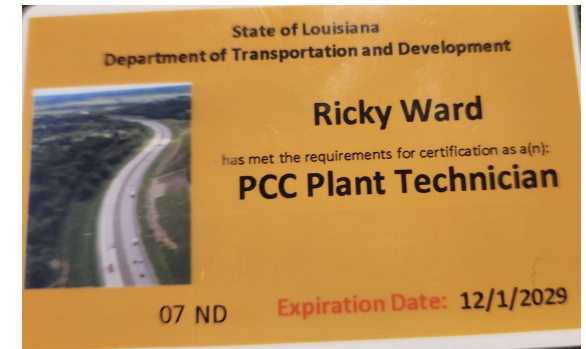 State of Louisiana
Department of Transportation and Development
Ricky Ward
has met the requirements for certification as a(n):
PCC Plant Technician
07 ND
Expiration Date: 12/1/2029